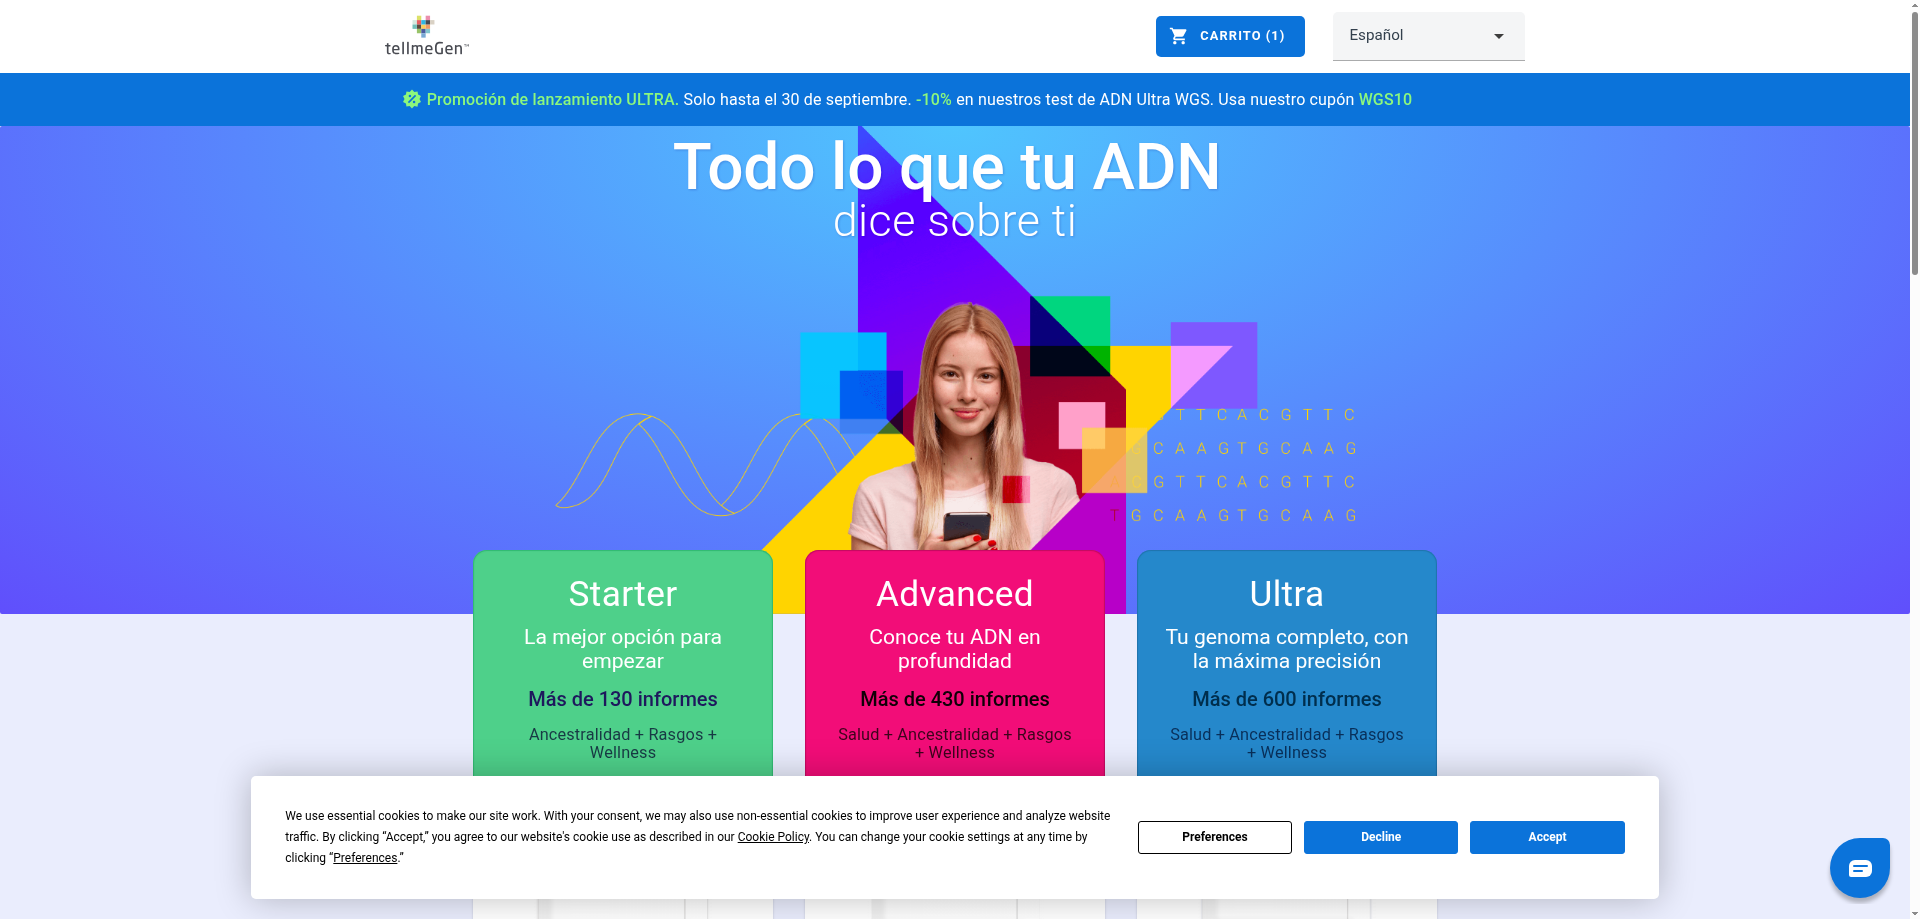 tellmeGen™
CARRITO (1)
Español
Promoción de lanzamiento ULTRA. Solo hasta el 30 de septiembre. -10% en nuestros test de ADN Ultra WGS. Usa nuestro cupón WGS10
Todo lo que tu ADN
dice sobre ti
T T C A C G T T C
C A A G T G C A A G
C G T T C A C G T T C
T G C A A G T G C A A G
Starter
La mejor opción para
empezar
Más de 130 informes
Ancestralidad + Rasgos +
Wellness
Advanced
Conoce tu ADN en
profundidad
Más de 430 informes
Salud + Ancestralidad + Rasgos
+ Wellness
Ultra
Tu genoma completo, con
la máxima precisión
Más de 600 informes
Salud + Ancestralidad + Rasgos
+ Wellness
We use essential cookies to make our site work. With your consent, we may also use non-essential cookies to improve user experience and analyze website
traffic. By clicking “Accept,” you agree to our website's cookie use as described in our Cookie Policy. You can change your cookie settings at any time by
clicking “Preferences.”
Preferences
Decline
Accept